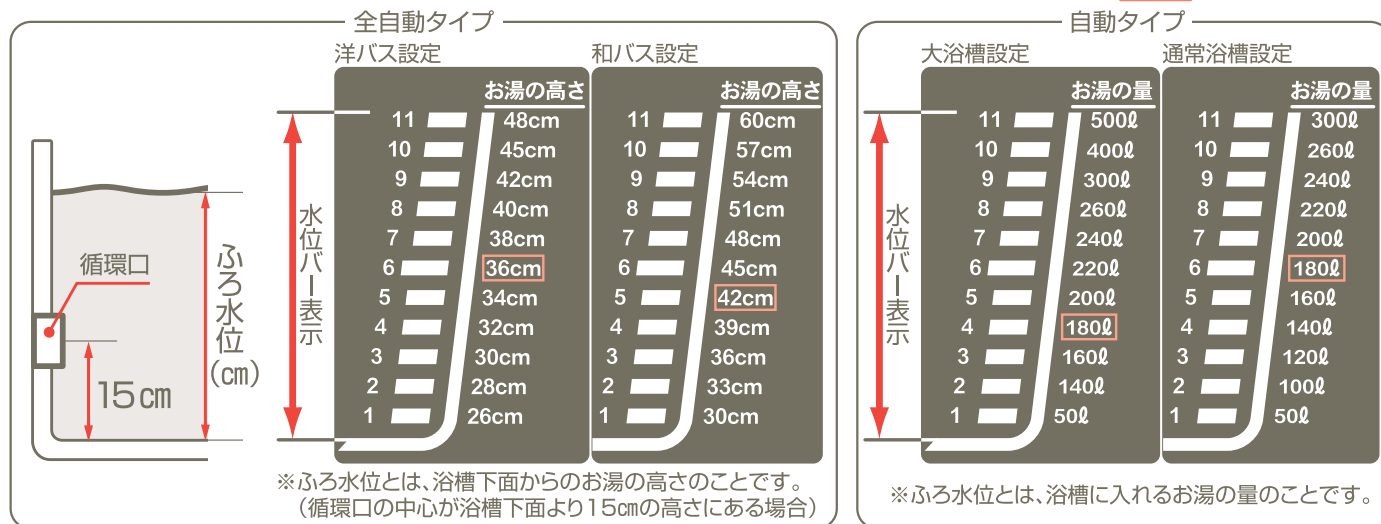 全自動タイプ
循環口
ふろ水位(㎝)
15㎝
水位バー表示
洋バス設定
お湯の高さ
11 48cm
10 45cm
9 42cm
8 40cm
7 38cm
6 36cm
5 34cm
4 32cm
3 30cm
2 28cm
1 26cm
和バス設定
お湯の高さ
11 60cm
10 57cm
9 54cm
8 51cm
7 48cm
6 45cm
5 42cm
4 39cm
3 36cm
2 33cm
1 30cm
※ふろ水位とは、浴槽下面からのお湯の高さのことです。
(循環口の中心が浴槽下面より15㎝の高さにある場合)
自動タイプ
水位バー表示
大浴槽設定
お湯の量
11 500ℓ
10 400ℓ
9 300ℓ
8 260ℓ
7 240ℓ
6 220ℓ
5 200ℓ
4 180ℓ
3 160ℓ
2 140ℓ
1 50ℓ
通常浴槽設定
お湯の量
11 300ℓ
10 260ℓ
9 240ℓ
8 220ℓ
7 200ℓ
6 180ℓ
5 160ℓ
4 140ℓ
3 120ℓ
2 100ℓ
1 50ℓ
※ふろ水位とは、浴槽に入れるお湯の量のことです。